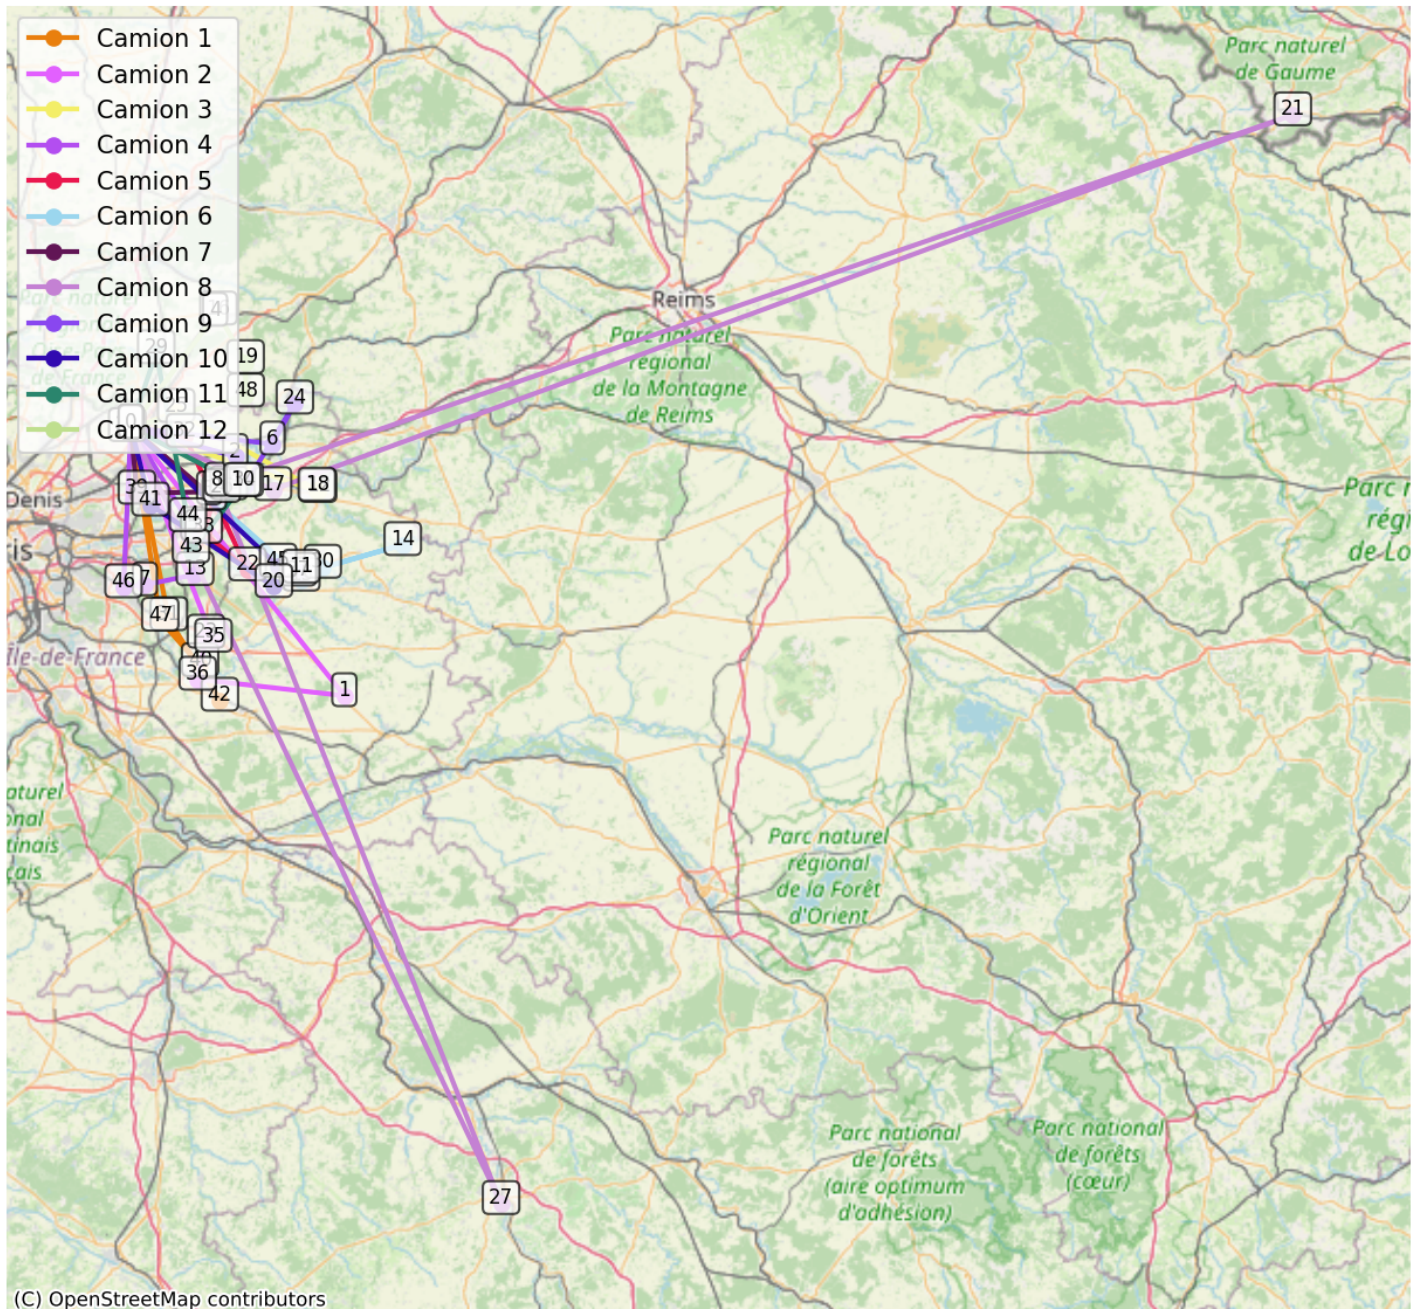 Camion 1
Camion 2
Camion 3
Camion 4
Camion 5
Camion 6
Camion 7
Camion 8
Camion 9
Camion 10
Camion 11
Camion 12
Parc naturel
de Gaume
21
Reims
Parc naturel
régional
de la Montagne
de Reims
29
19
48
24
6
2
8
10
17
18
39
41
Denis
44
14
43
13
22
45
11
20
46
47
35
36
42
1
Île-de-France
Parc naturel
régional
de la Forêt
d'Orient
27
Parc national
de forêts
(aire optimum
d'adhésion)
Parc national
de forêts
(cœur)
(C) OpenStreetMap contributors